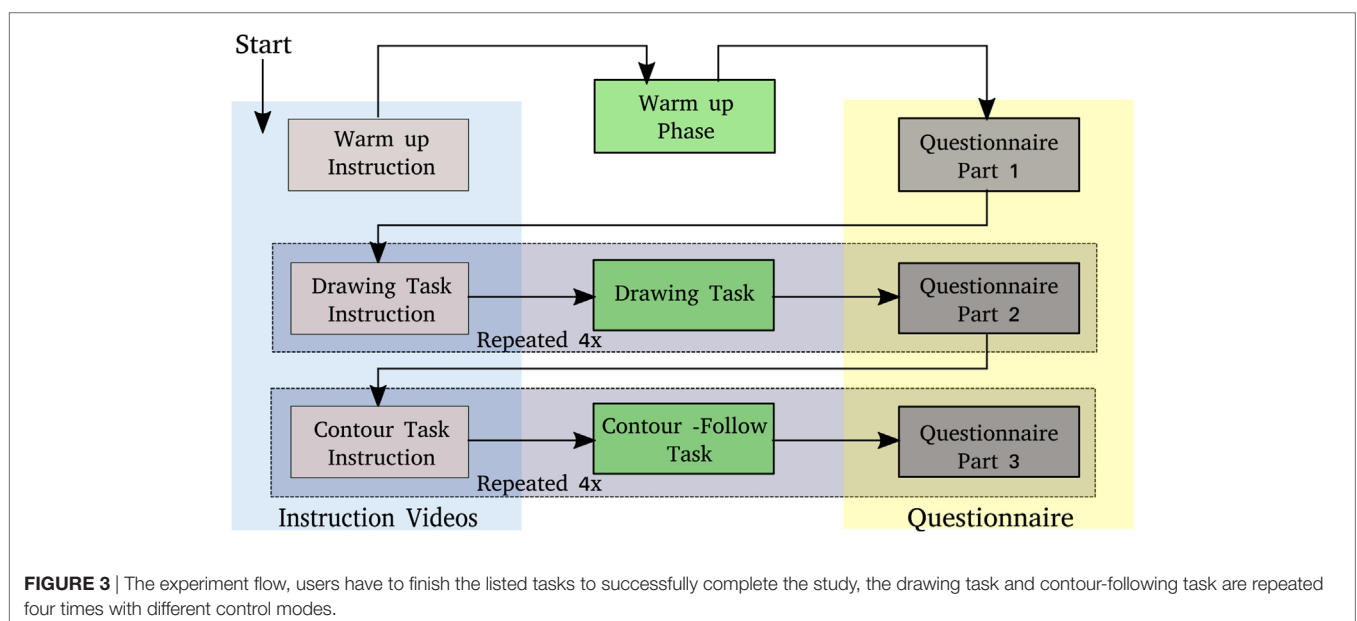 Start
Warm up
Instruction
Warm up
Phase
Questionnaire
Part 1
Drawing Task
Instruction
Drawing Task
Questionnaire
Part 2
Repeated 4x
Contour Task
Instruction
Contour -Follow
Task
Questionnaire
Part 3
Repeated 4x
Instruction Videos
Questionnaire
FIGURE 3 | The experiment flow, users have to finish the listed tasks to successfully complete the study, the drawing task and contour-following task are repeated
four times with different control modes.